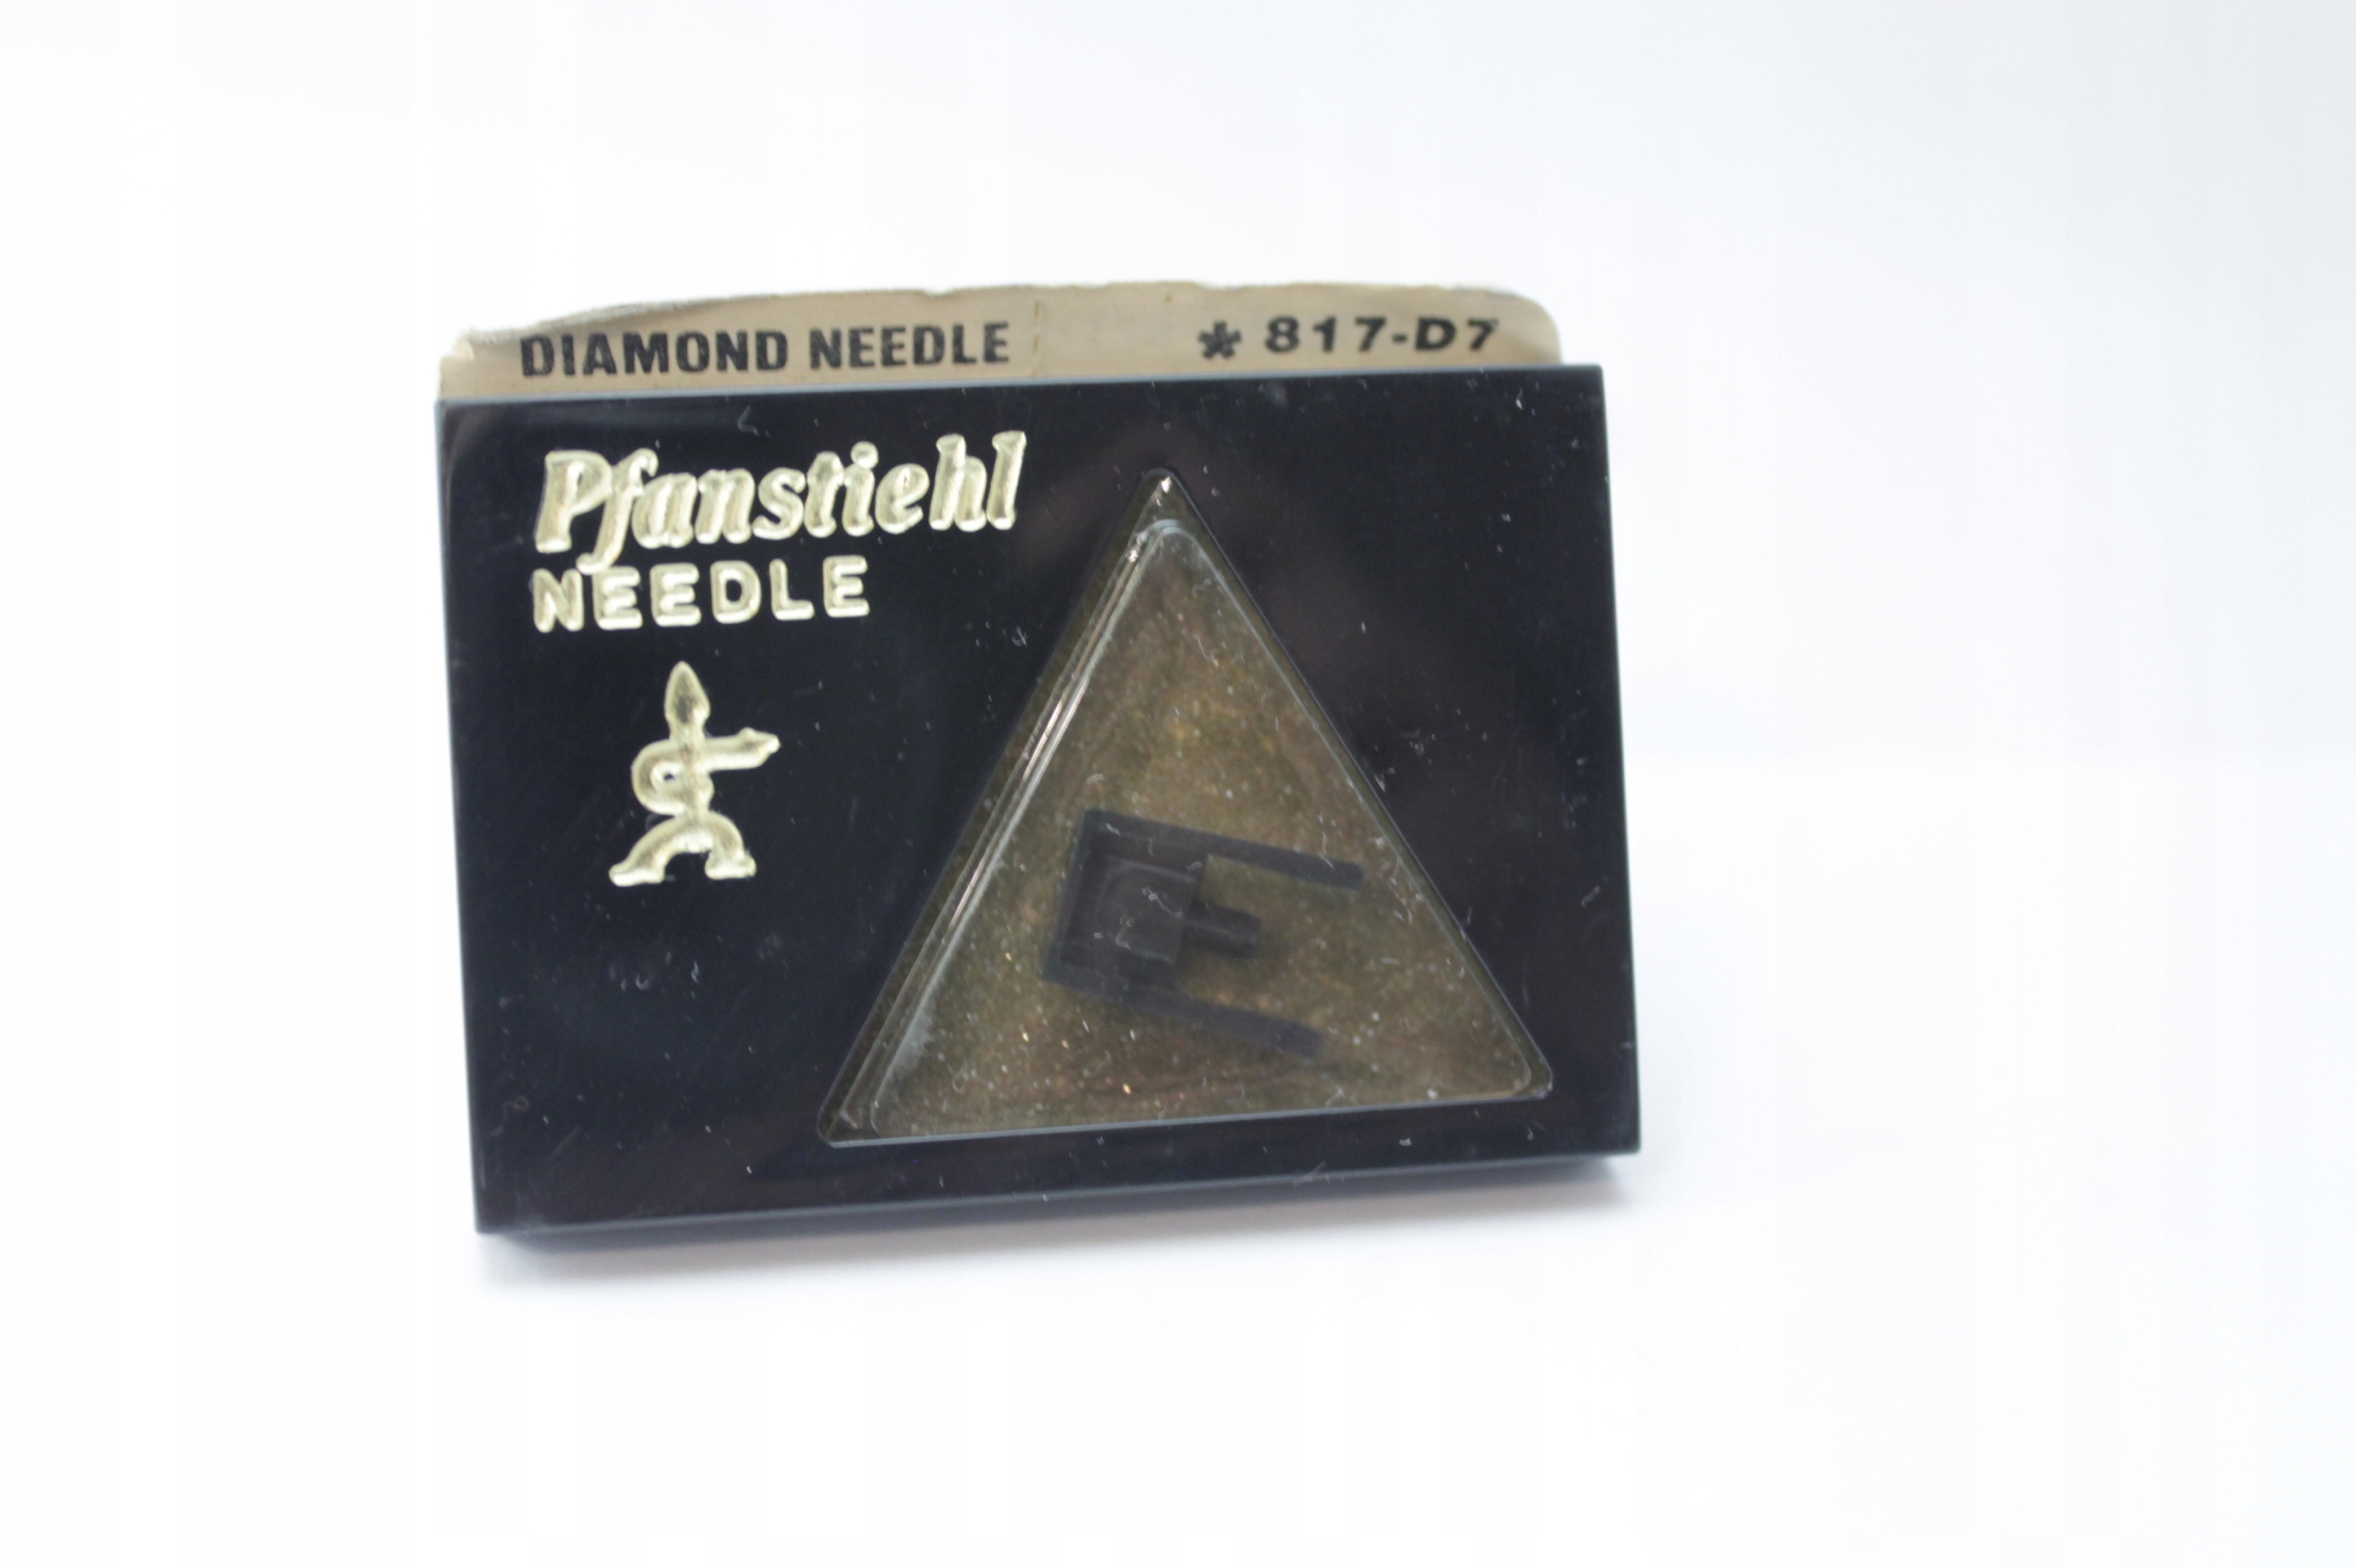 DIAMOND NEEDLE * 817-D7
Pfanstiehl
NEEDLE